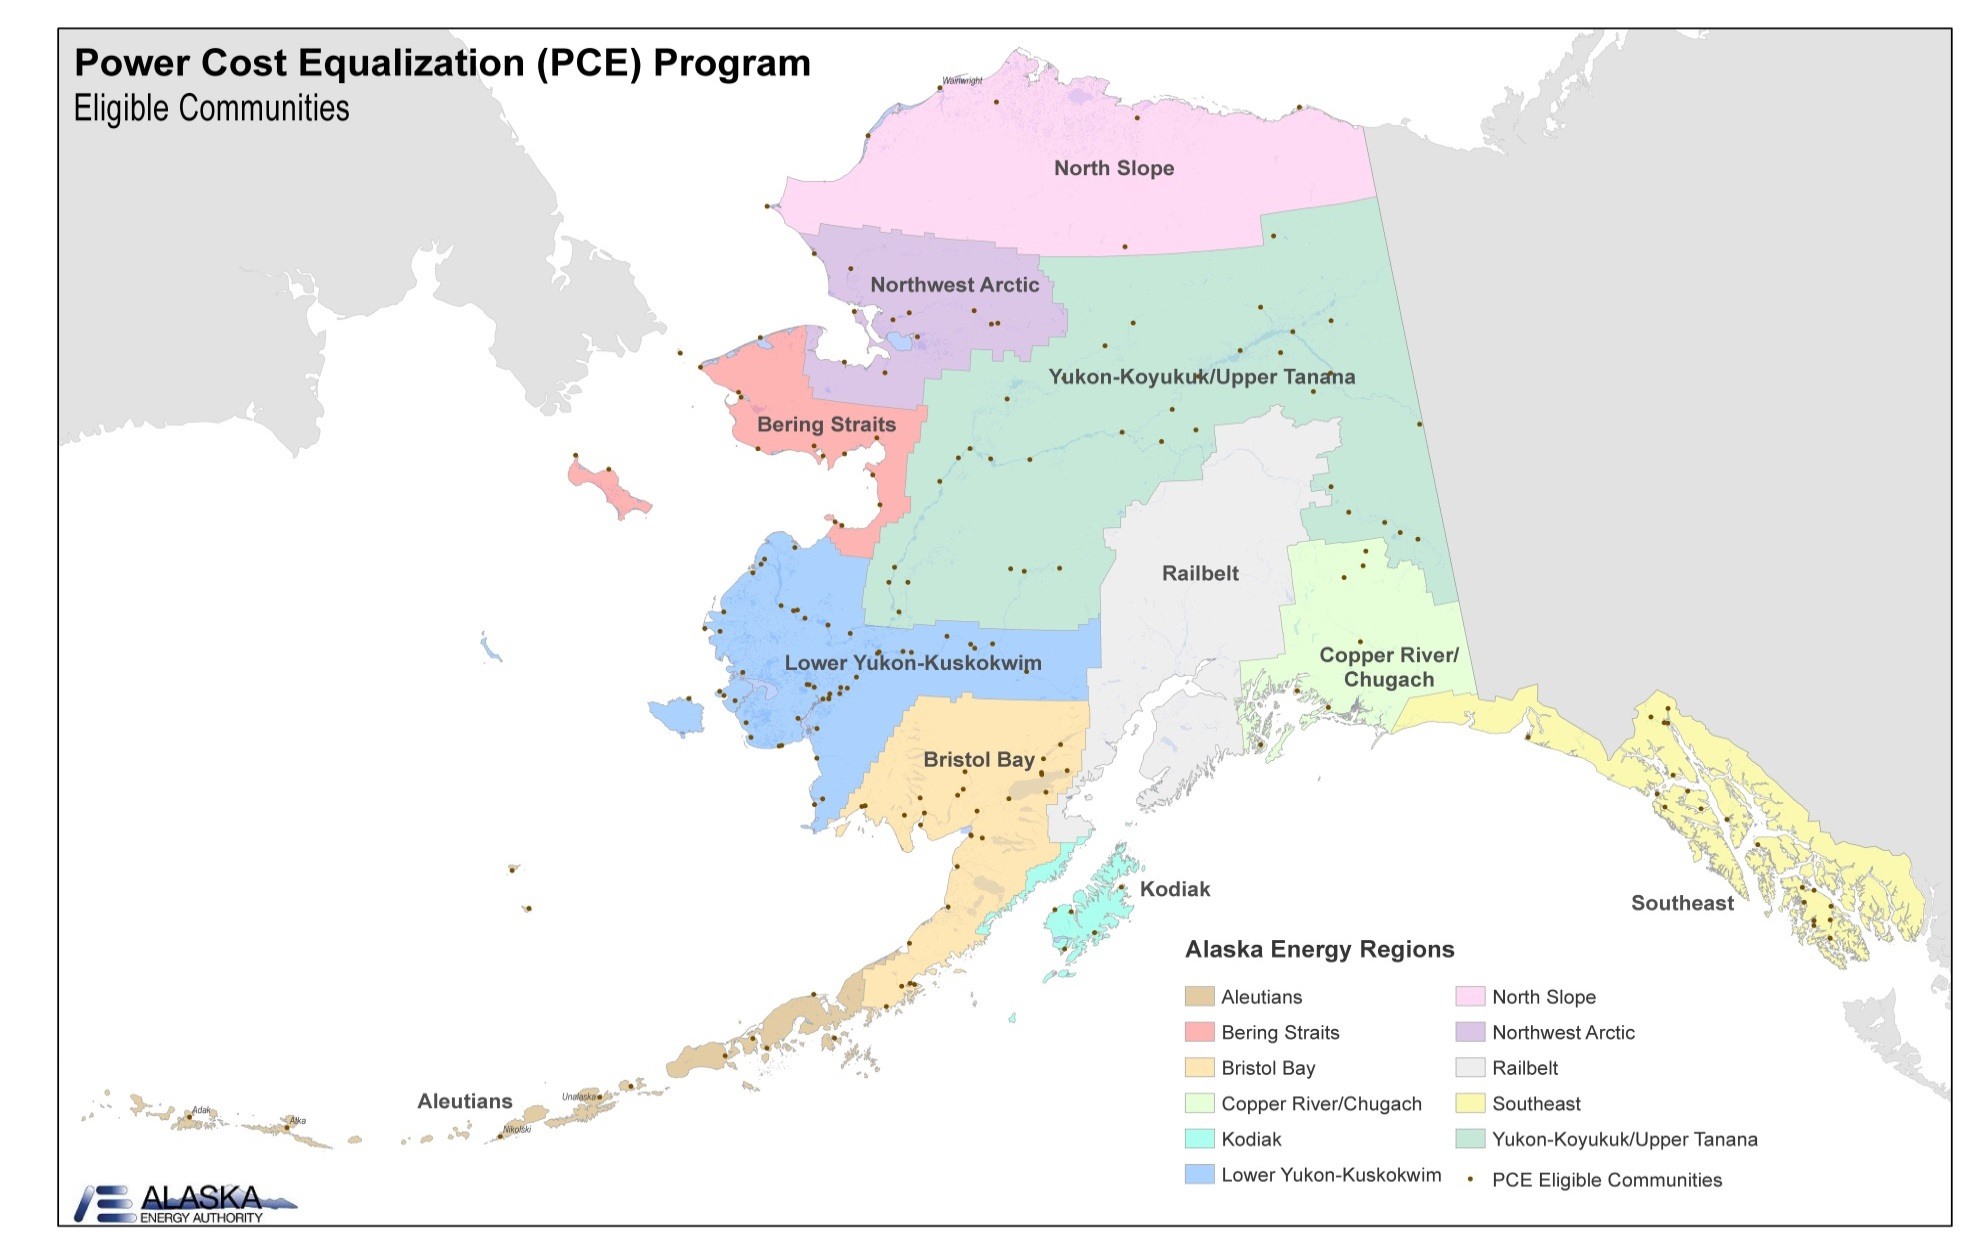 Power Cost Equalization (PCE) Program
Eligible Communities
Wainwright
North Slope
Northwest Arctic
Yukon-Koyukuk/Upper Tanana
Bering Straits
Railbelt
Copper River/
Chugach
Lower Yukon-Kuskokwim
Bristol Bay
Kodiak
Southeast
Aleutians
Unalaska
Adak
Atka
Nikolski
Alaska Energy Regions
Aleutians
Bering Straits
Bristol Bay
Copper River/Chugach
Kodiak
Lower Yukon-Kuskokwim
North Slope
Northwest Arctic
Railbelt
Southeast
Yukon-Koyukuk/Upper Tanana
PCE Eligible Communities
ALASKA
ENERGY AUTHORITY